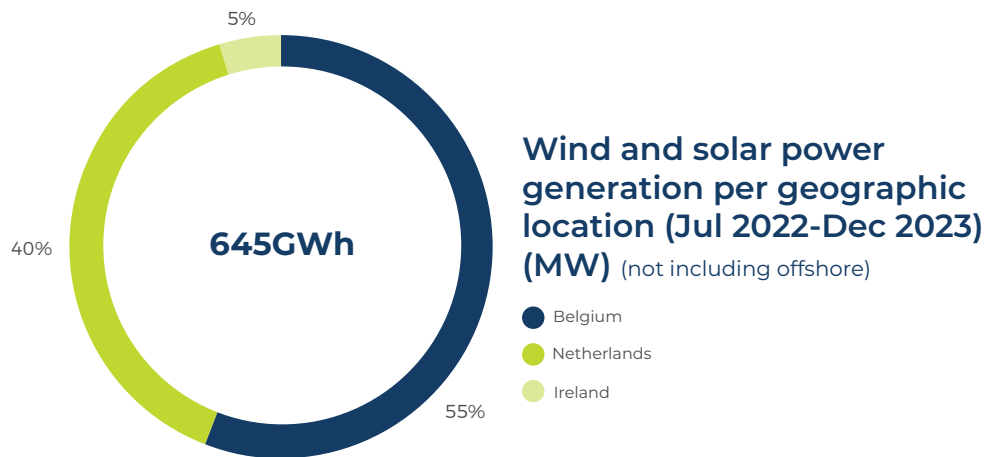 5%
40%
645GWh
55%
Wind and solar power
generation per geographic
location (Jul 2022-Dec 2023)
(MW) (not including offshore)
Belgium
Netherlands
Ireland